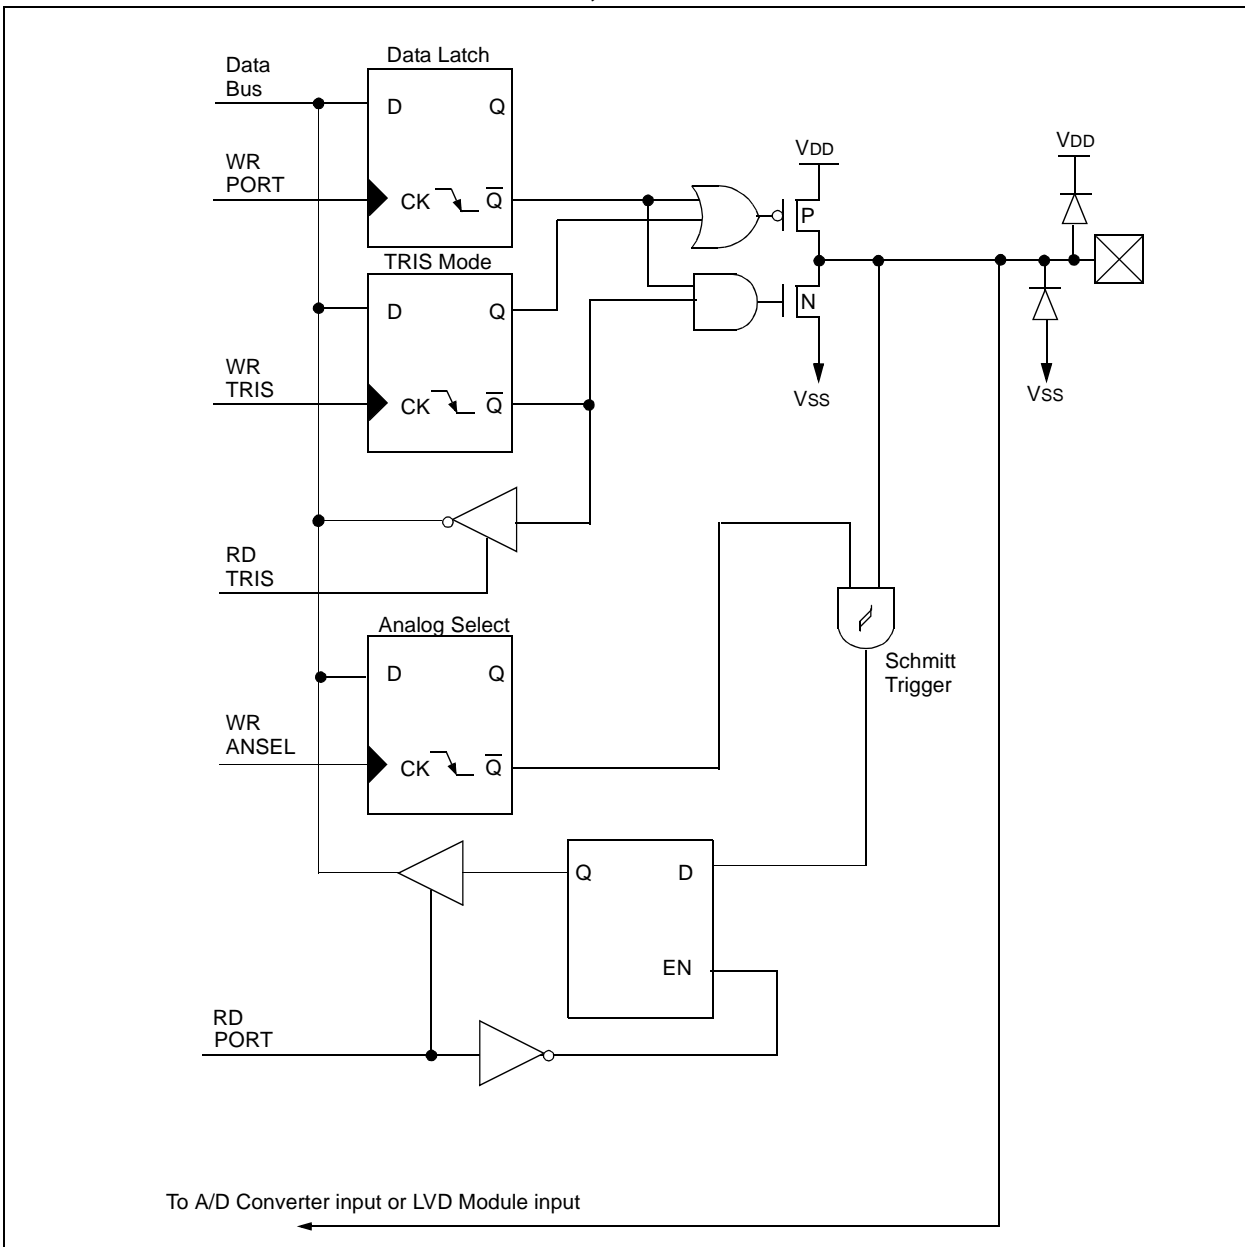 Data Latch
Data
Bus
D
Q
VDD
VDD
WR
PORT
CK
Q̅
P
TRIS Mode
D
Q
N
WR
TRIS
CK
Q̅
VSS
VSS
RD
TRIS
Analog Select
D
Q
Schmitt
Trigger
WR
ANSEL
CK
Q̅
Q
D
EN
RD
PORT
To A/D Converter input or LVD Module input